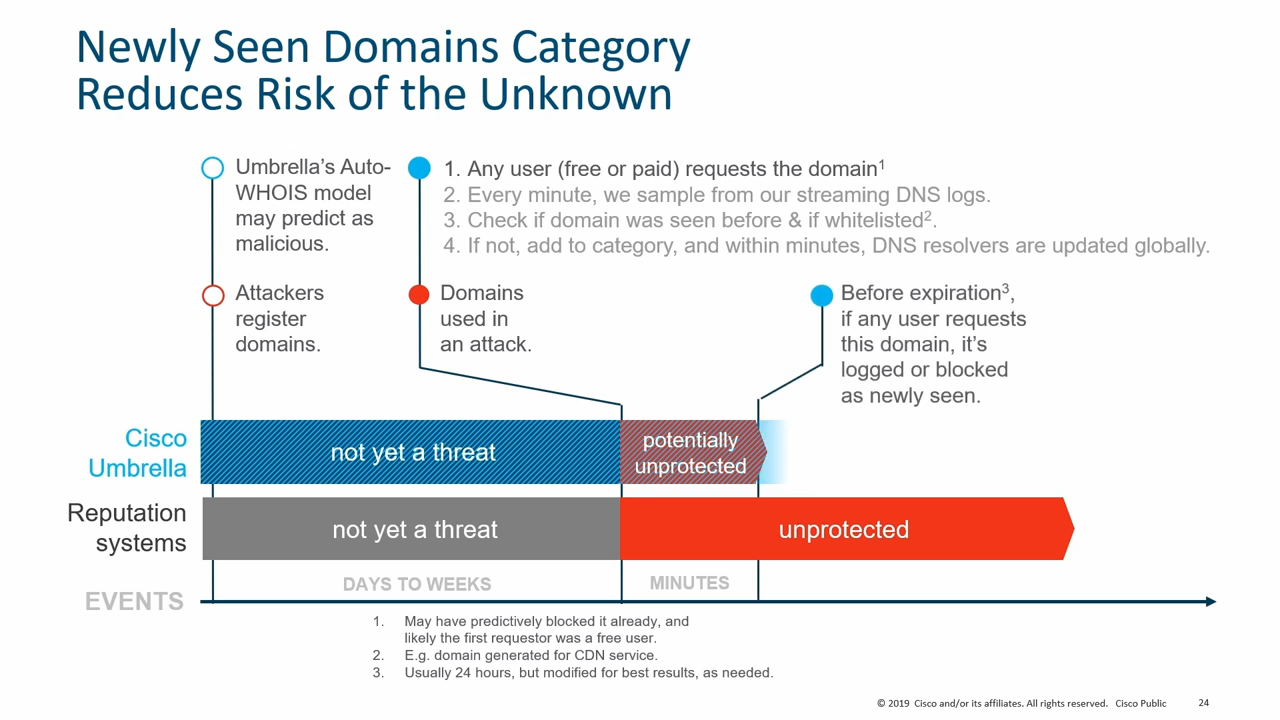 Newly Seen Domains Category
Reduces Risk of the Unknown
Umbrella's Auto-
WHOIS model
may predict as
malicious.
1. Any user (free or paid) requests the domain¹
2. Every minute, we sample from our streaming DNS logs.
3. Check if domain was seen before & if whitelisted².
4. If not, add to category, and within minutes, DNS resolvers are updated globally.
Attackers
register
domains.
Domains
used in
an attack.
Before expiration³,
if any user requests
this domain, it's
logged or blocked
as newly seen.
Cisco
Umbrella
not yet a threat
potentially
unprotected
Reputation
systems
not yet a threat
unprotected
EVENTS
DAYS TO WEEKS
MINUTES
1. May have predictively blocked it already, and
likely the first requestor was a free user.
2. E.g. domain generated for CDN service.
3. Usually 24 hours, but modified for best results, as needed.
© 2019 Cisco and/or its affiliates. All rights reserved. Cisco Public
24